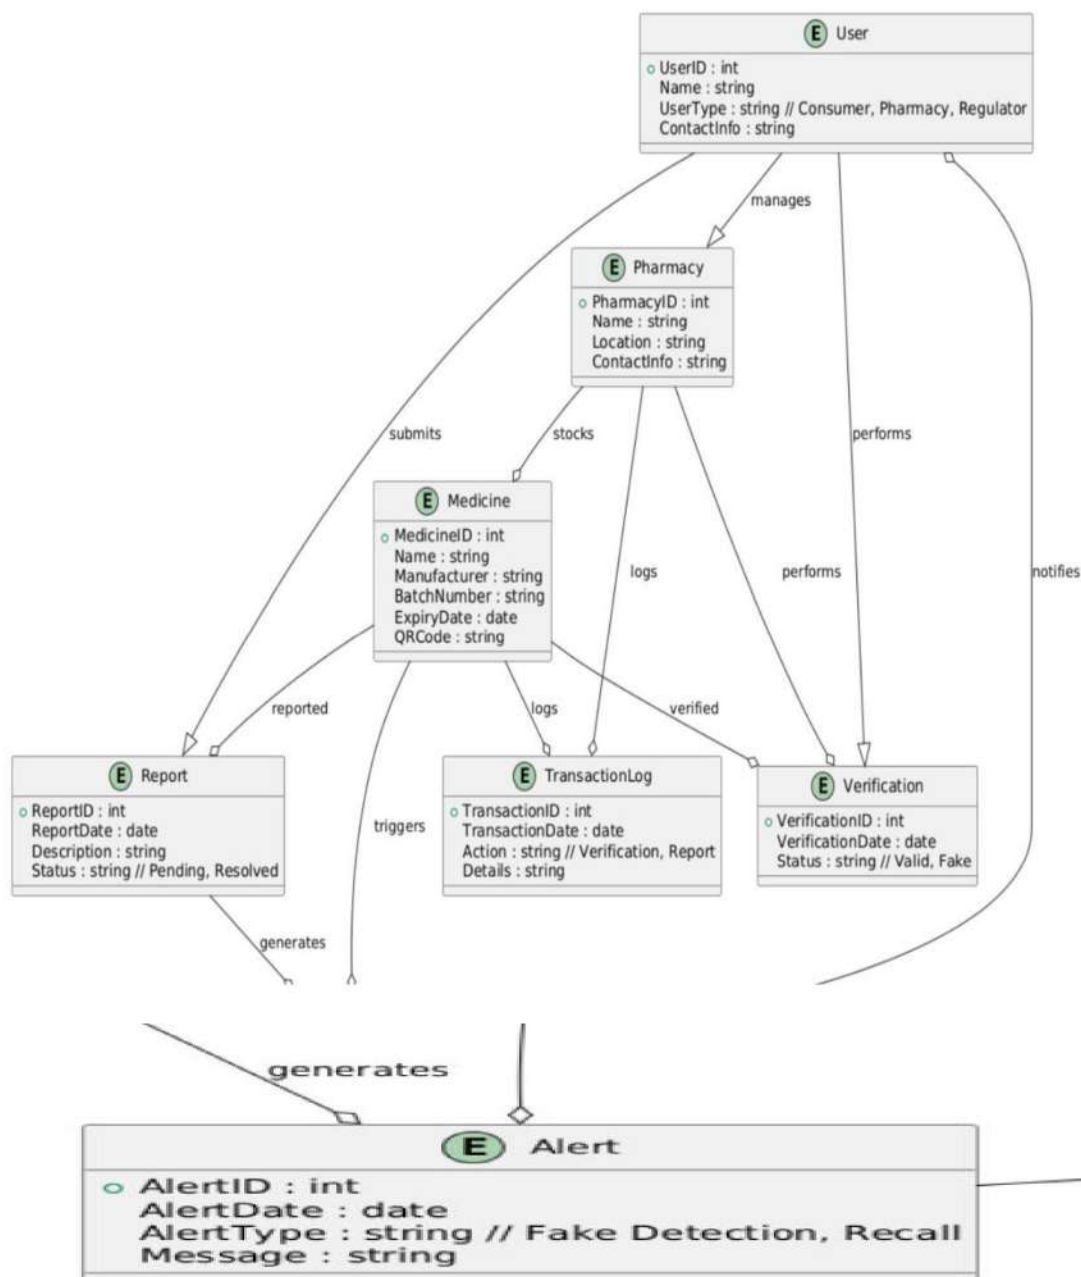 E User
UserID : int
Name : string
UserType : string // Consumer, Pharmacy, Regulator
ContactInfo : string
manages
E Pharmacy
PharmacyID : int
Name : string
Location : string
ContactInfo : string
submits
stocks
performs
E Medicine
MedicineID : int
Name : string
Manufacturer : string
BatchNumber : string
ExpiryDate : date
QRCode : string
logs
performs
notifies
reported
logs
verified
E Report
ReportID : int
ReportDate : date
Description : string
Status : string // Pending, Resolved
triggers
E TransactionLog
TransactionID : int
TransactionDate : date
Action : string // Verification, Report
Details : string
E Verification
VerificationID : int
VerificationDate : date
Status : string // Valid, Fake
generates
generates
E Alert
AlertID : int
AlertDate : date
AlertType : string // Fake Detection, Recall
Message : string